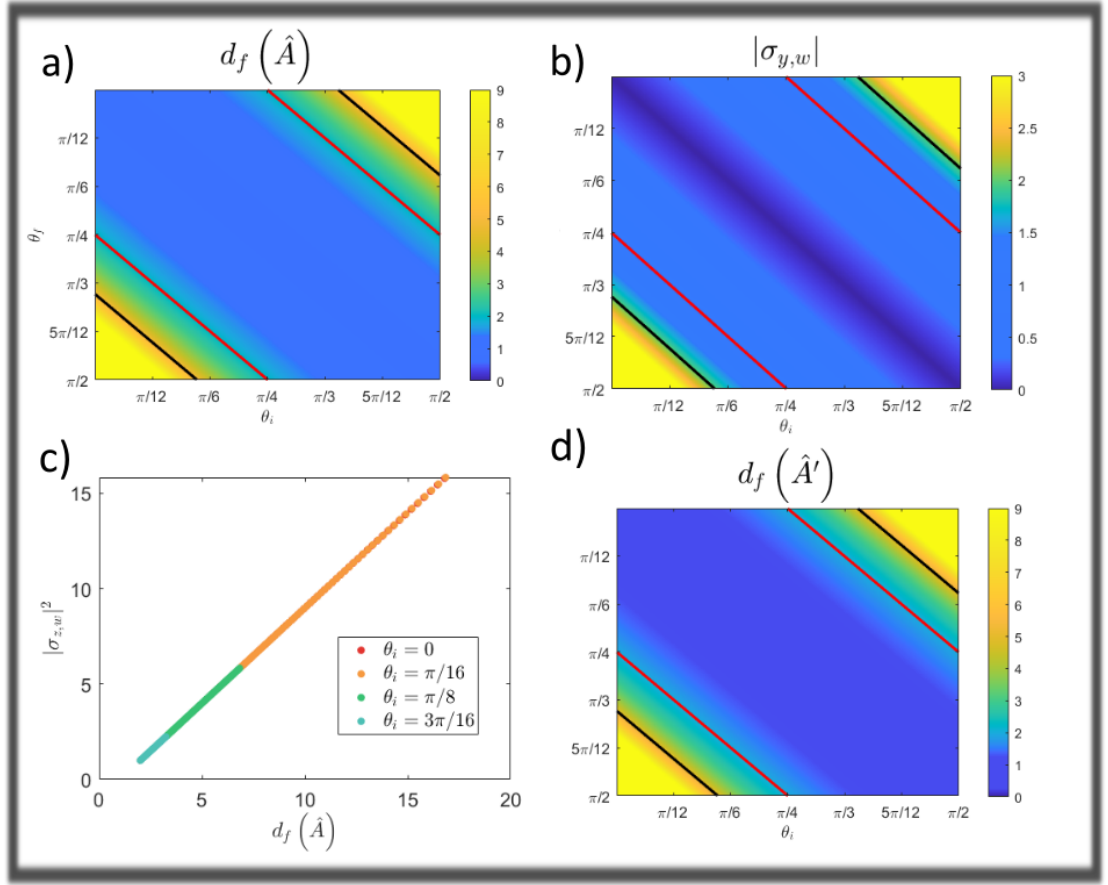 a)
d_f (Â)
9
8
7
6
5
4
3
2
1
0
θ_f
π/12
π/6
π/4
π/3
5π/12
π/2
π/12 π/6 π/4 π/3 5π/12 π/2
θ_i
b)
|σ_{y,w}|
3
2.5
2
1.5
1
0.5
0
π/12
π/6
π/4
π/3
5π/12
π/2
π/12 π/6 π/4 π/3 5π/12 π/2
θ_i
c)
|σ_{z,w}|²
15
10
5
0
0 5 10 15 20
d_f (Â)
θ_i = 0
θ_i = π/16
θ_i = π/8
θ_i = 3π/16
d)
d_f (Â′)
9
8
7
6
5
4
3
2
1
0
π/12
π/6
π/4
π/3
5π/12
π/2
π/12 π/6 π/4 π/3 5π/12 π/2
θ_i